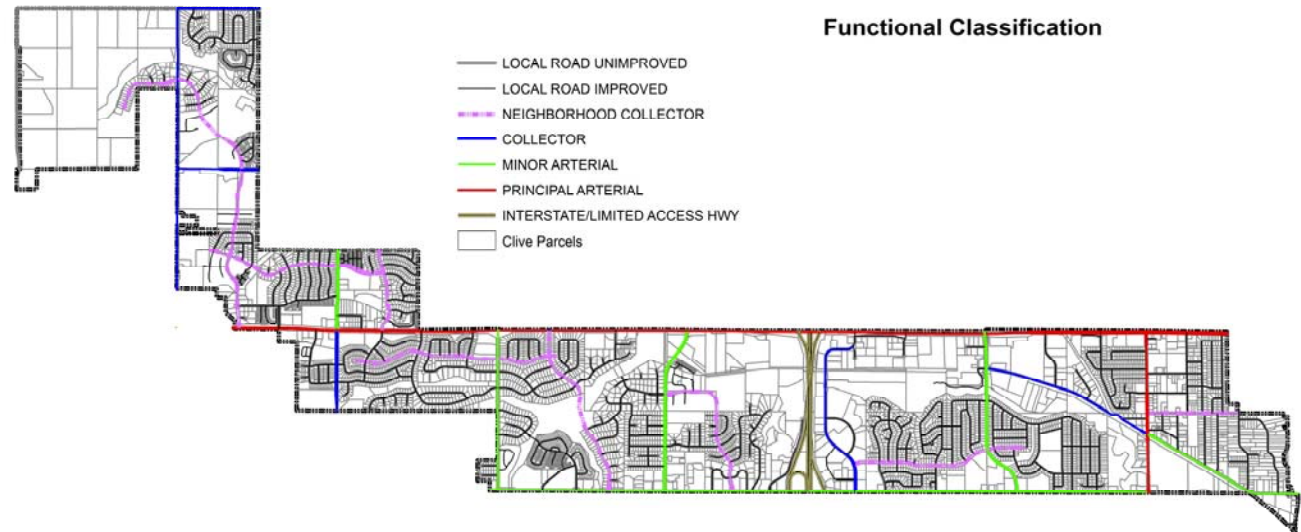 Functional Classification
LOCAL ROAD UNIMPROVED
LOCAL ROAD IMPROVED
NEIGHBORHOOD COLLECTOR
COLLECTOR
MINOR ARTERIAL
PRINCIPAL ARTERIAL
INTERSTATE/LIMITED ACCESS HWY
Clive Parcels